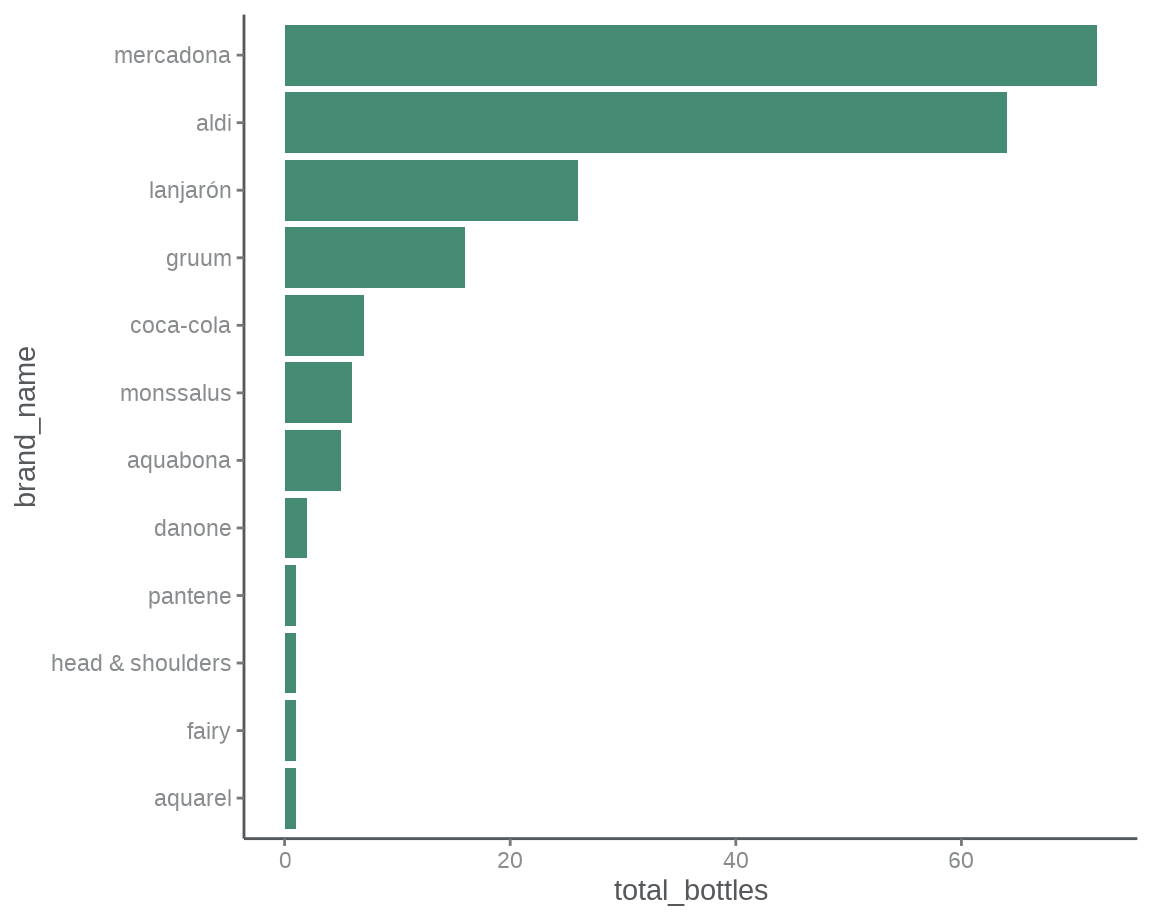 mercadona
aldi
lanjarón
gruum
coca-cola
monssalus
aquabona
danone
pantene
head & shoulders
fairy
aquarel
brand_name
0 20 40 60
total_bottles